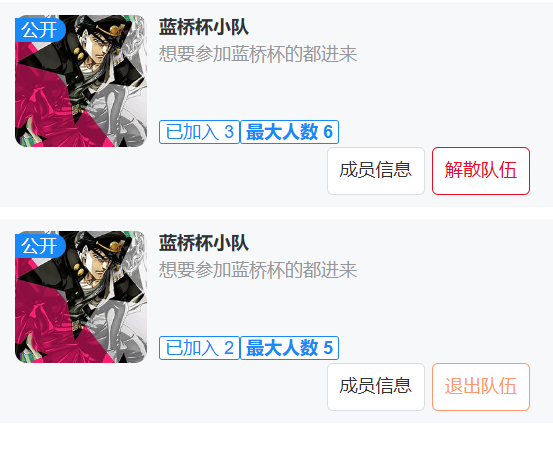 公开
蓝桥杯小队
想要参加蓝桥杯的都进来
已加入 3 最大人数 6
成员信息 解散队伍
公开
蓝桥杯小队
想要参加蓝桥杯的都进来
已加入 2 最大人数 5
成员信息 退出队伍